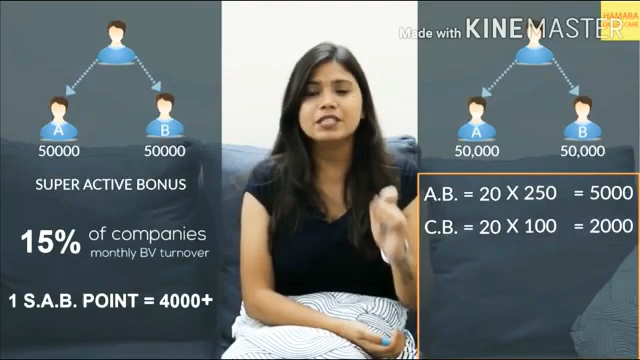 Made with KINEMASTER
HAMARA
A
B
50000
50000
SUPER ACTIVE BONUS
15% of companies
monthly BV turnover
1 S.A.B. POINT = 4000+
A
B
50,000
50,000
A.B. = 20 X 250 = 5000
C.B. = 20 X 100 = 2000